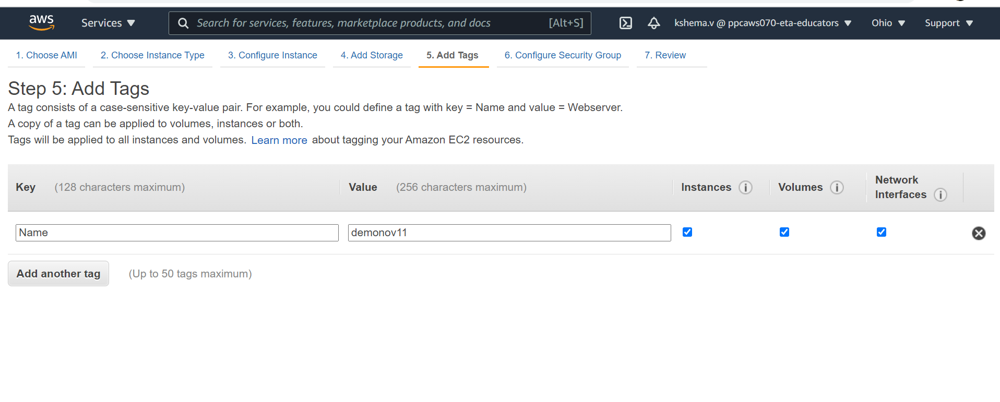 aws
Services
Search for services, features, marketplace products, and docs [Alt+S]
kshema.v @ ppcaws070-eta-educators
Ohio
Support
1. Choose AMI
2. Choose Instance Type
3. Configure Instance
4. Add Storage
5. Add Tags
6. Configure Security Group
7. Review
Step 5: Add Tags
A tag consists of a case-sensitive key-value pair. For example, you could define a tag with key = Name and value = Webserver.
A copy of a tag can be applied to volumes, instances or both.
Tags will be applied to all instances and volumes. Learn more about tagging your Amazon EC2 resources.
Key (128 characters maximum)
Value (256 characters maximum)
Instances i
Volumes i
Network
Interfaces i
Name
demonov11
Add another tag (Up to 50 tags maximum)